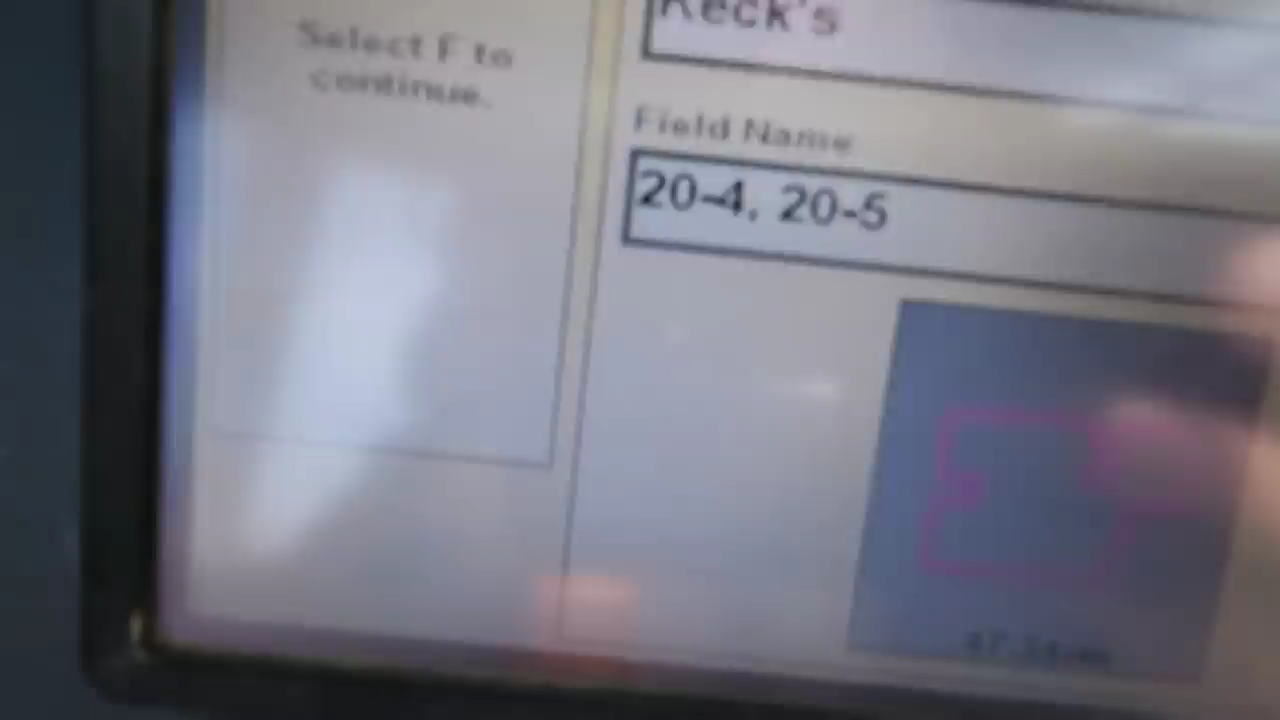 Select F to
continue.
Keck's
Field Name
20-4, 20-5